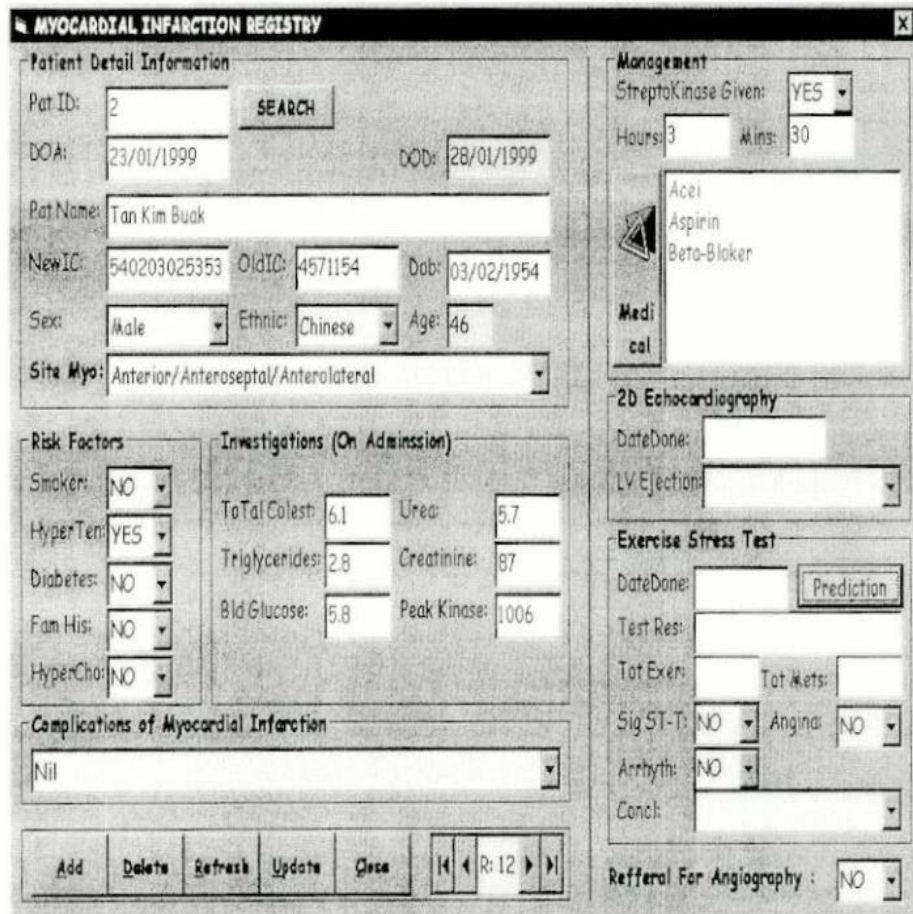 MYOCARDIAL INFARCTION REGISTRY
Patient Detail Information
Pat ID: 2 SEARCH
DOA: 23/01/1999 DOD: 28/01/1999
Pat Name: Tan Kim Buak
NewIC: 540203025353 OldIC: 4571154 Dob: 03/02/1954
Sex: Male Ethnic: Chinese Age: 46
Site Myo: Anterior/Anteroseptal/Anterolateral
Risk Factors
Smoker: NO
HyperTen: YES
Diabetes: NO
Fam His: NO
HyperCho: NO
Investigations (On Adminssion)
ToTal Colest: 6.1 Urea: 5.7
Triglycerides: 2.8 Creatinine: 87
Bld Glucose: 5.8 Peak Kinase: 1006
Complications of Myocardial Infarction
Nil
Add Delete Refresh Update Close R: 12
Management
StreptoKinase Given: YES
Hours: 3 Mins: 30
Medi
cal
Acei
Aspirin
Beta-Bloker
2D Echocardiography
DateDone:
LV Ejection:
Exercise Stress Test
DateDone: Prediction
Test Res:
Tot Exer: Tot Mets:
Sig ST-T: NO Angina: NO
Arrhyth: NO
Concl:
Refferal For Angiography : NO